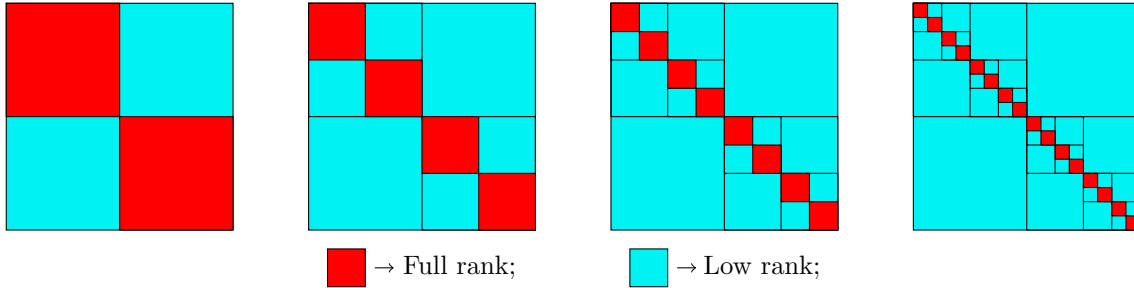 → Full rank; → Low rank;